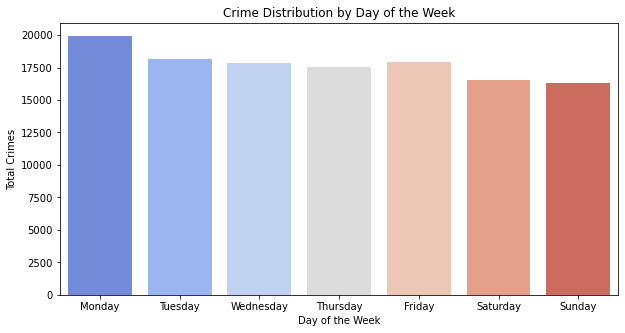 Crime Distribution by Day of the Week
Total Crimes
20000
17500
15000
12500
10000
7500
5000
2500
0
Monday Tuesday Wednesday Thursday Friday Saturday Sunday
Day of the Week